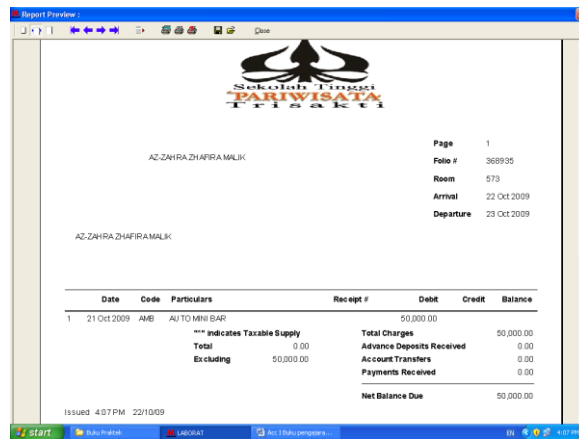 Report Preview :
Close
Sekolah Tinggi
PARIWISATA
Trisakti
Page 1
AZ-ZAHRA ZHAFIRA MALIK
Folio # 368935
Room 573
Arrival 22 Oct 2009
Departure 23 Oct 2009
AZ-ZAHRA ZHAFIRA MALIK
Date Code Particulars Receipt # Debit Credit Balance
1 21 Oct 2009 AMB AUTO MINI BAR 50,000.00
"*" Indicates Taxable Supply Total Charges 50,000.00
Total 0.00 Advance Deposits Received 0.00
Excluding 50,000.00 Account Transfers 0.00
Payments Received 0.00
Net Balance Due 50,000.00
Issued 4:07 PM 22/10/09
start Buku Praktek LABORAT Acc 3 Buku pengajara... EN 4:07 PM